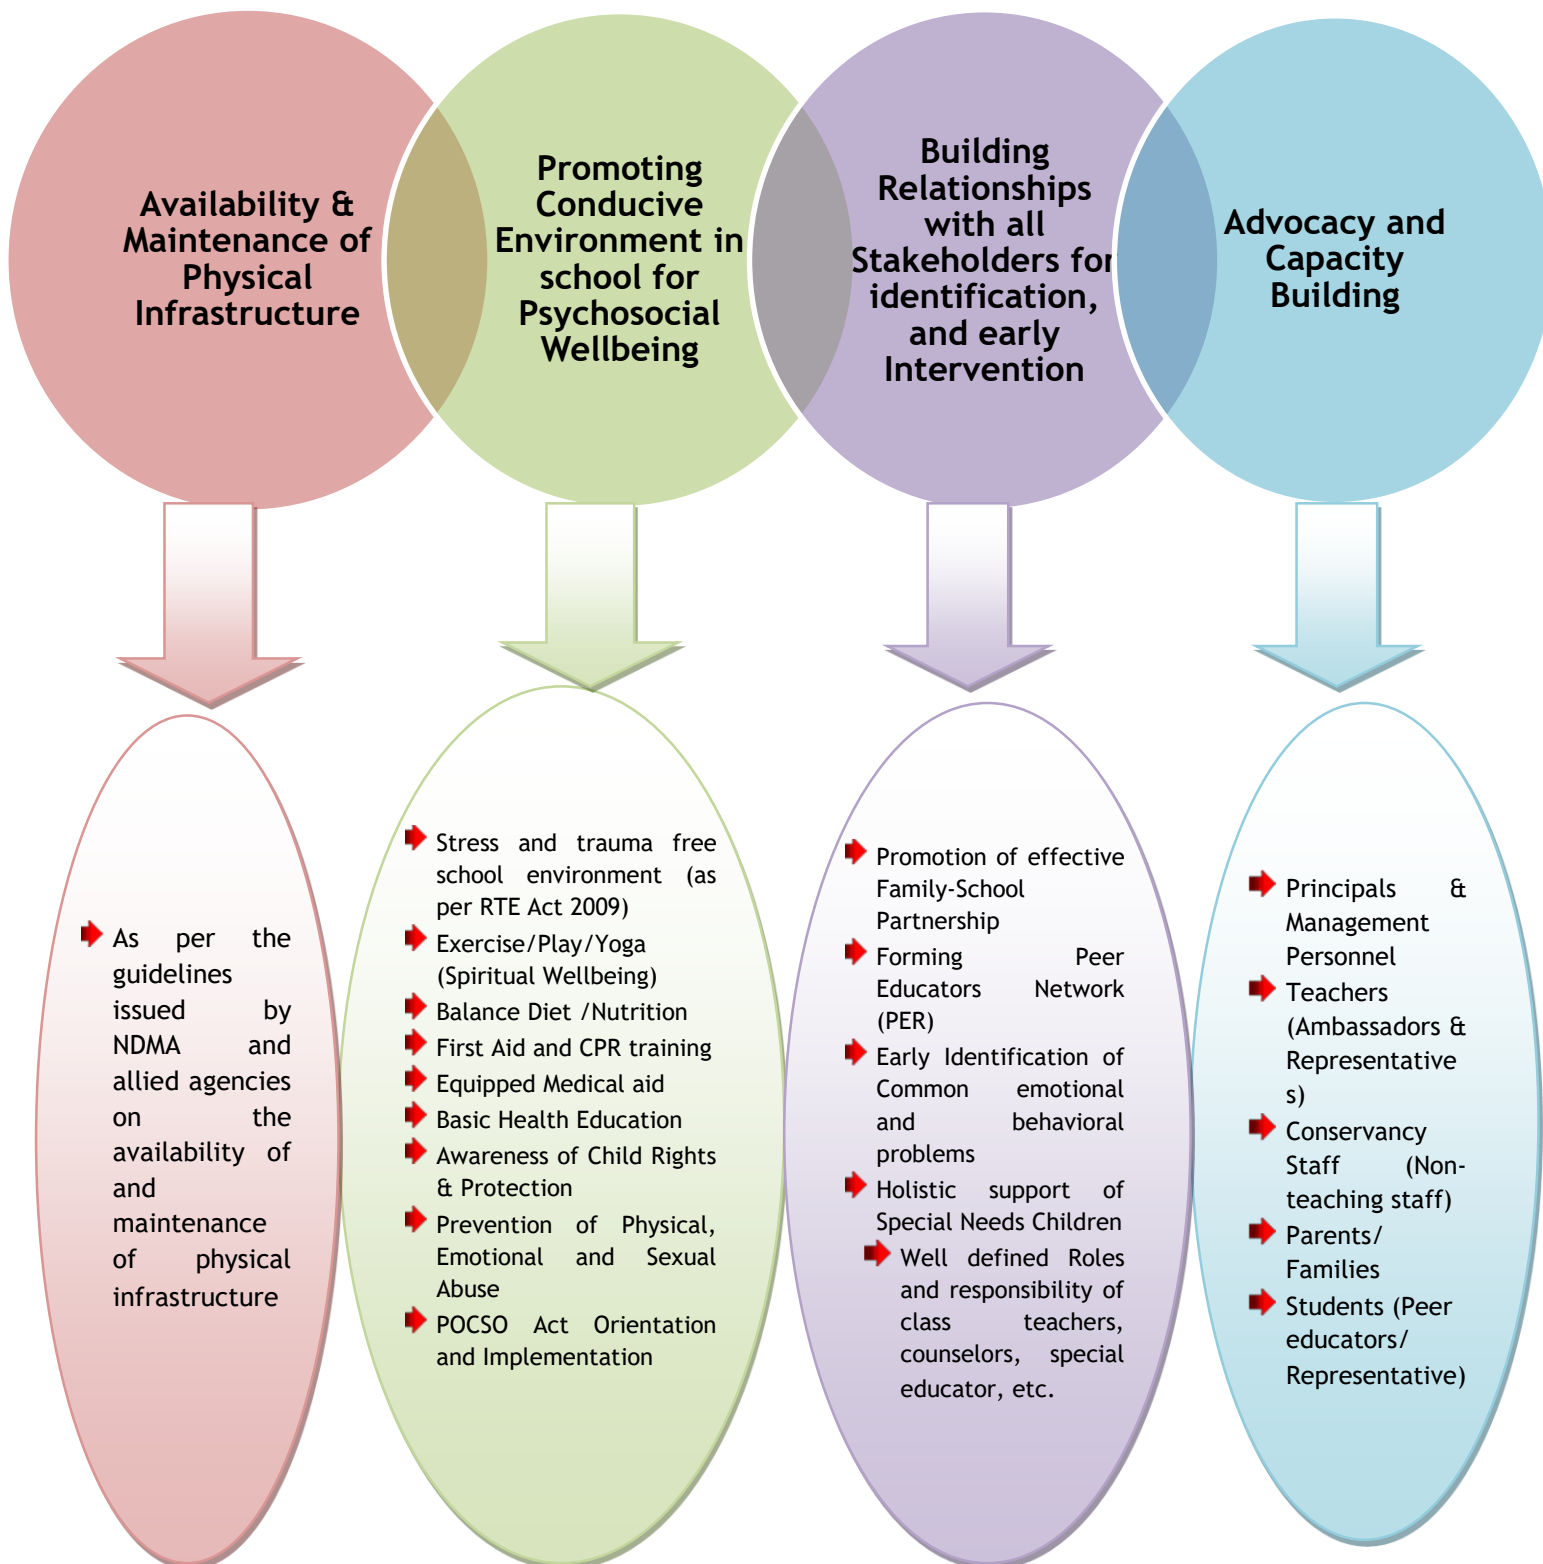 Availability &
Maintenance of
Physical
Infrastructure
Promoting
Conducive
Environment in
school for
Psychosocial
Wellbeing
Building
Relationships
with all
Stakeholders for
identification,
and early
Intervention
Advocacy and
Capacity
Building
As per the
guidelines
issued by
NDMA and
allied agencies
on the
availability of
and
maintenance
of physical
infrastructure
Stress and trauma free
school environment (as
per RTE Act 2009)
Exercise/Play/Yoga
(Spiritual Wellbeing)
Balance Diet /Nutrition
First Aid and CPR training
Equipped Medical aid
Basic Health Education
Awareness of Child Rights
& Protection
Prevention of Physical,
Emotional and Sexual
Abuse
POCSO Act Orientation
and Implementation
Promotion of effective
Family-School
Partnership
Forming Peer
Educators Network
(PER)
Early Identification of
Common emotional
and behavioral
problems
Holistic support of
Special Needs Children
Well defined Roles
and responsibility of
class teachers,
counselors, special
educator, etc.
Principals &
Management
Personnel
Teachers
(Ambassadors &
Representative
s)
Conservancy
Staff (Non-
teaching staff)
Parents/
Families
Students (Peer
educators/
Representative)